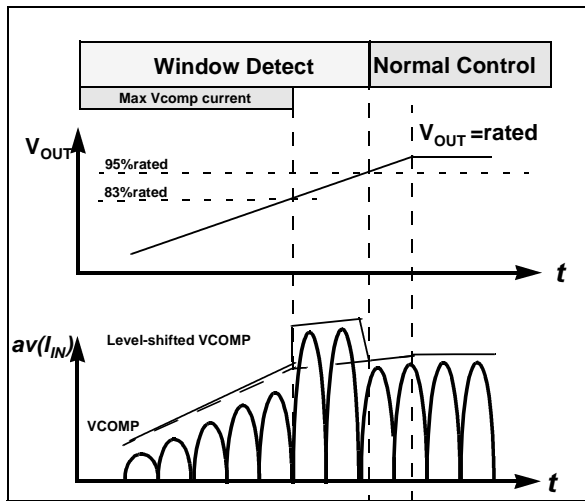 Window Detect
Normal Control
Max Vcomp current
VOUT
VOUT =rated
95%rated
83%rated
t
av(IIN)
Level-shifted VCOMP
VCOMP
t